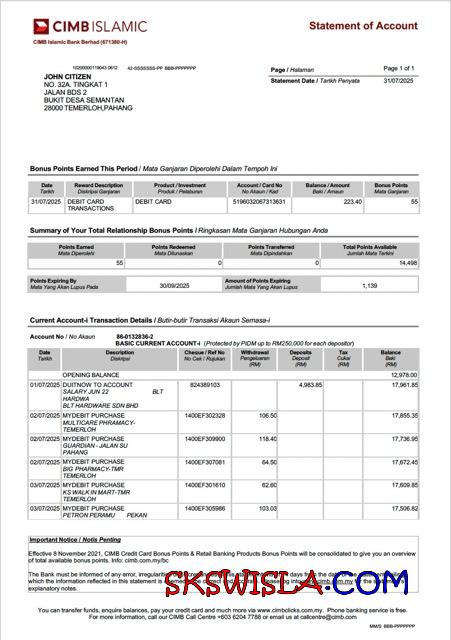 CIMB ISLAMIC
Statement of Account
CIMB Islamic Bank Berhad (671380-H)
10200000119043 0612 42-SSSSSSS-PP BBB-PPPPPPP
JOHN CITIZEN
NO. 32A. TINGKAT 1
JALAN BDS 2
BUKIT DESA SEMANTAN
28000 TEMERLOH,PAHANG
Page / Halaman Page 1 of 1
Statement Date / Tarikh Penyata 31/07/2025
Bonus Points Earned This Period / Mata Ganjaran Diperolehi Dalam Tempoh Ini
Date Reward Description Product / Investment Account / Card No Balance / Amount Bonus Points
Tarikh Diskripsi Ganjaran Produk / Pelaburan No Akaun / Kad Baki / Amaun Mata Ganjaran
31/07/2025 DEBIT CARD DEBIT CARD 5196032067313631 223.40 55
TRANSACTIONS
Summary of Your Total Relationship Bonus Points / Ringkasan Mata Ganjaran Hubungan Anda
Points Earned Points Redeemed Points Transferred Total Points Available
Mata Diperolehi Mata Dilunaskan Mata Dipindahkan Jumlah Mata Terkini
55 0 0 14,498
Points Expiring By 30/09/2025 Amount of Points Expiring 1,139
Mata Yang Akan Lupus Pada Jumlah Mata Yang Akan Lupus
Current Account-i Transaction Details / Butir-butir Transaksi Akaun Semasa-i
Account No / No Akaun 86-0132836-2
BASIC CURRENT ACCOUNT-i (Protected by PIDM up to RM250,000 for each depositor)
Date Description Cheque / Ref No Withdrawal Deposits Tax Balance
Tarikh Diskripsi No Cek / Rujukan Pengeluaran Deposit Cukai Baki
(RM) (RM) (RM) (RM)
OPENING BALANCE 12,978.00
01/07/2025 DUITNOW TO ACCOUNT 824389103 4,983.85 17,961.85
SALARY JUN 22 BLT
HARDWA
BLT HARDWARE SDN BHD
02/07/2025 MYDEBIT PURCHASE 1400EF302328 106.50 17,855.35
MULTICARE PHRAMACY-
TEMERLOH
02/07/2025 MYDEBIT PURCHASE 1400EF309900 118.40 17,736.95
GUARDIAN - JALAN SU
PAHANG
02/07/2025 MYDEBIT PURCHASE 1400EF307081 64.50 17,672.45
BIG PHARMACY-TMR
TEMERLOH
03/07/2025 MYDEBIT PURCHASE 1400EF301610 62.60 17,609.85
KS WALK IN MART-TMR
TEMERLOH
03/07/2025 MYDEBIT PURCHASE 1400EF305986 103.03 17,506.82
PETRON PERAMU PEKAN
Important Notice / Notis Penting
Effective 8 November 2021, CIMB Credit Card Bonus Points & Retail Banking Products Bonus Points will be consolidated to give you an overview
of total available bonus points. Info: cimb.com.my/bc
The Bank must be informed of any error, irregularities
which the information reflected in this statement is
explanatory notes.
SKSWISLA.COM
You can transfer funds, enquire balances, pay your credit card and much more via www.cimbclicks.com.my. Phone banking service is free.
For more information, call our CIMB Call Centre +603 6204 7788 or email us at callcentre@cimb.com
MM/S BBB-PPPPPPP